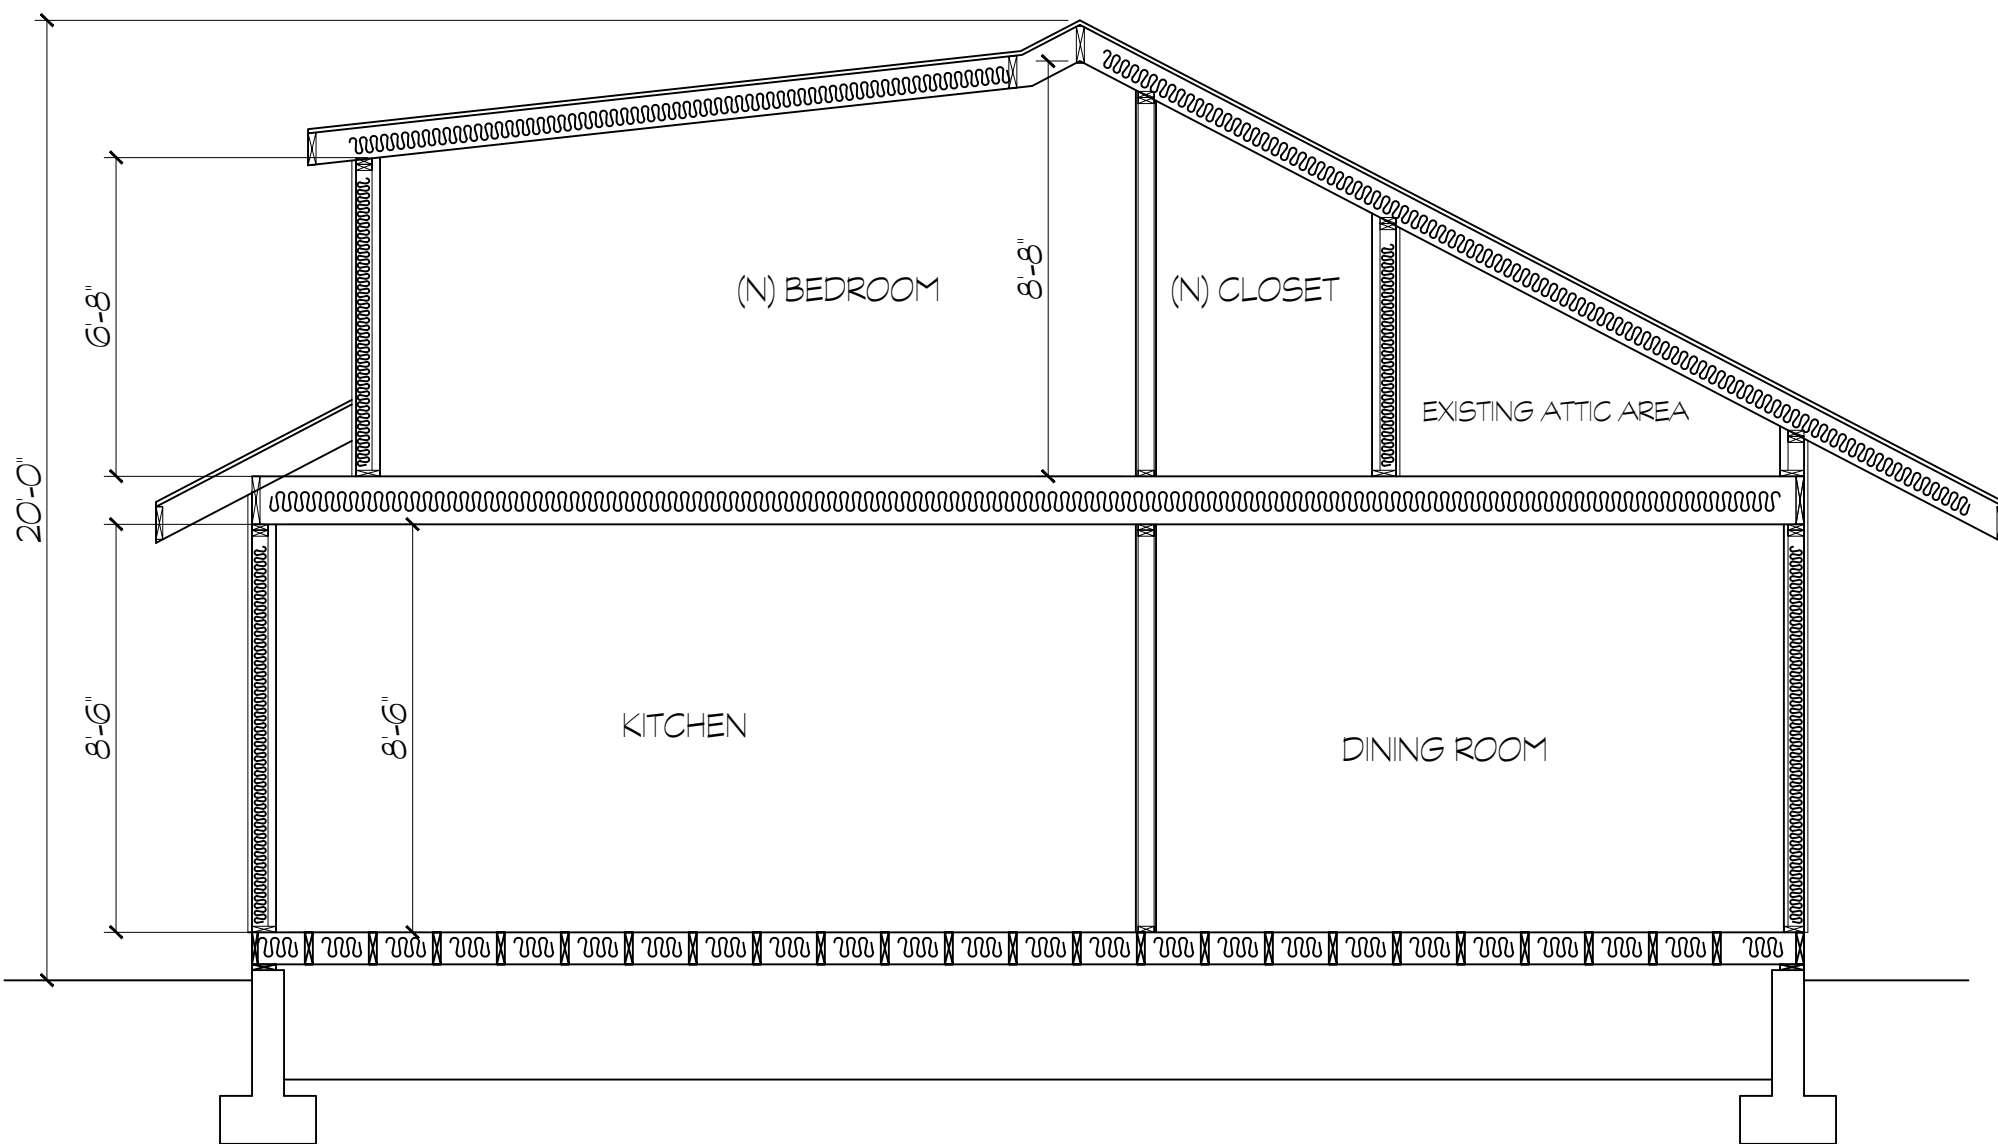 (N) BEDROOM
8'-8"
(N) CLOSET
6'-8"
EXISTING ATTIC AREA
20'-0"
8'-6"
8'-6"
KITCHEN
DINING ROOM